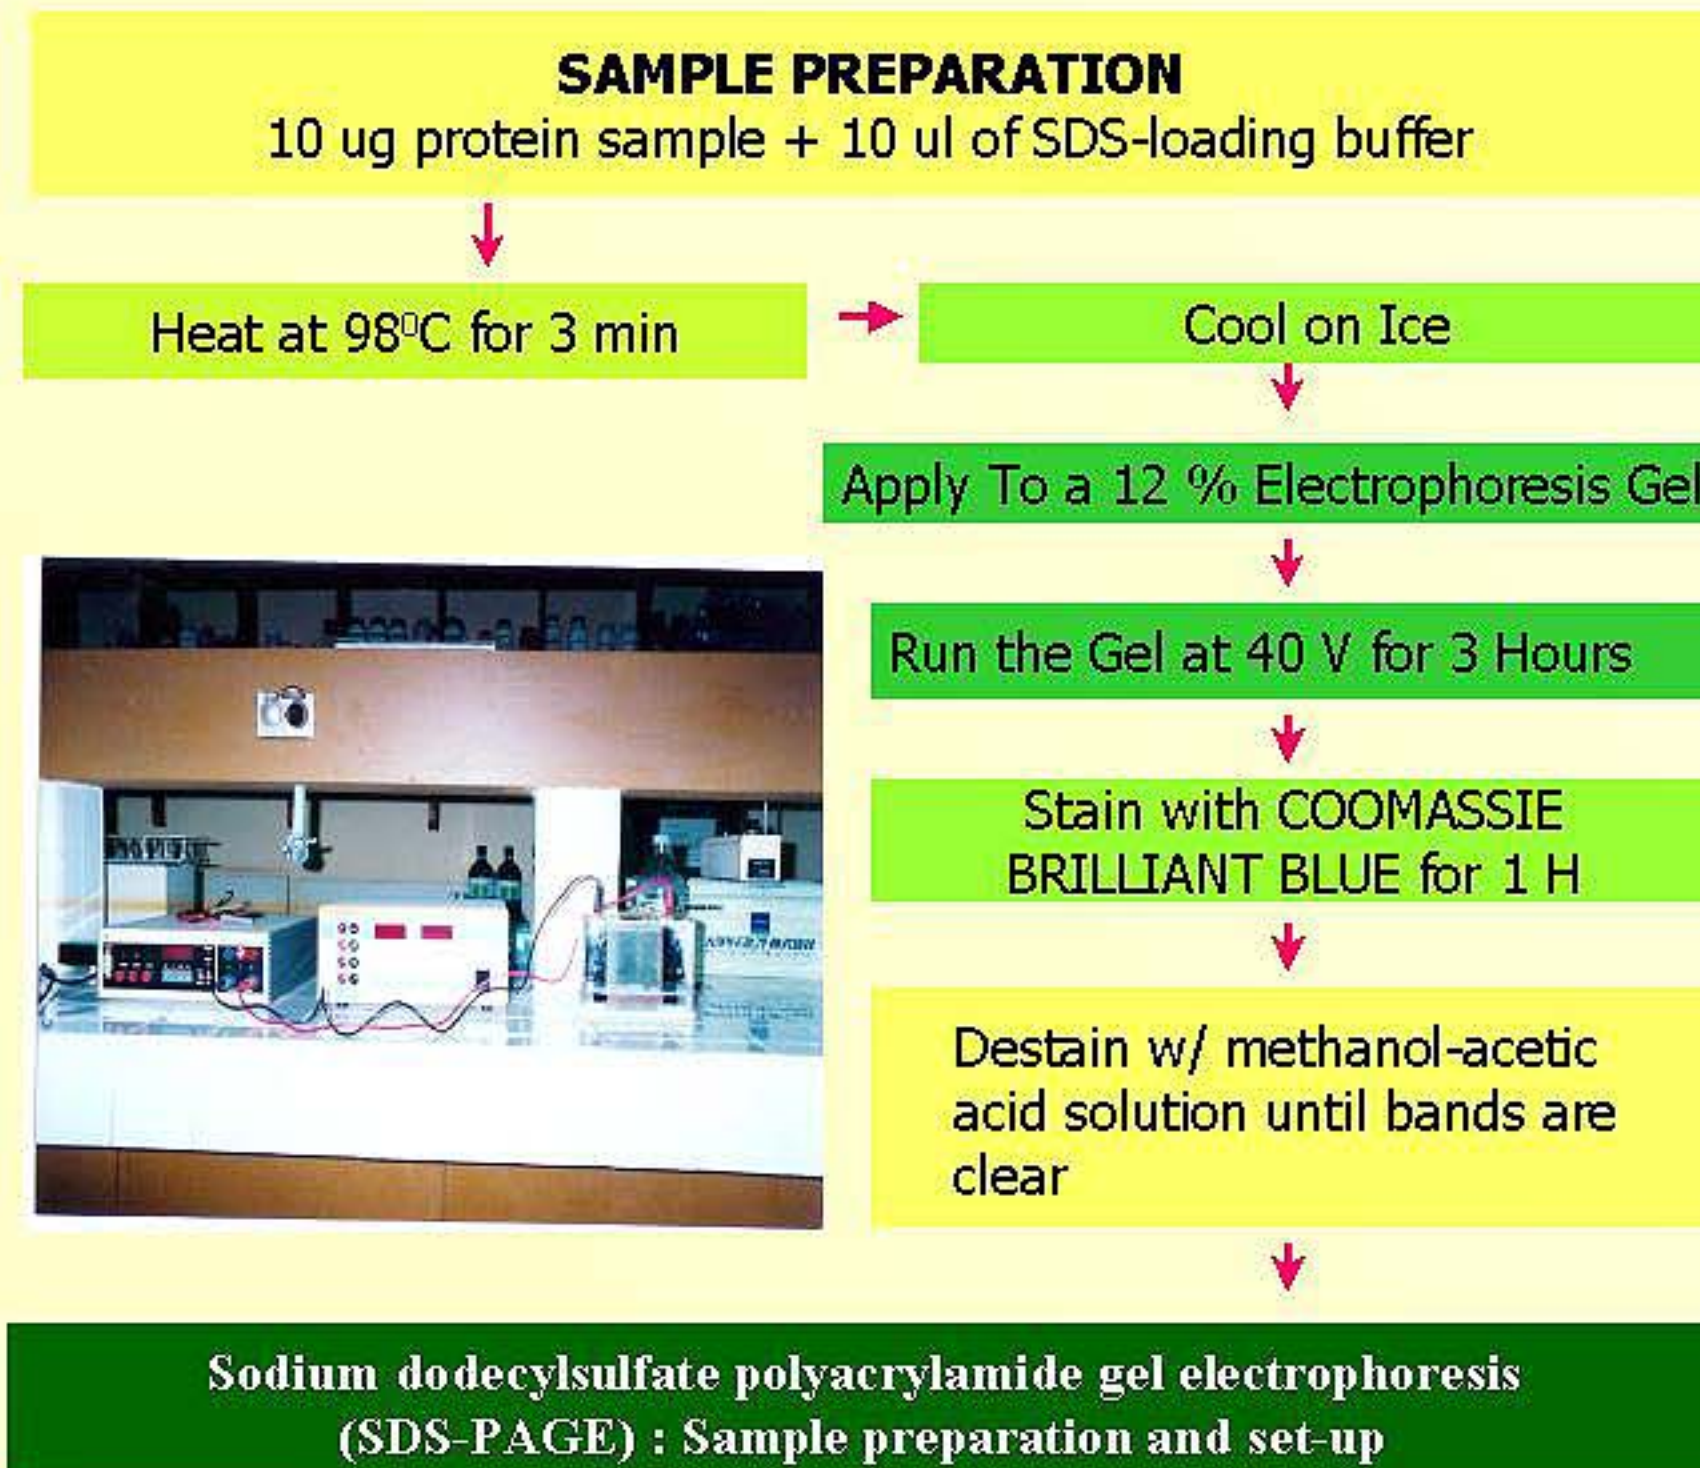 SAMPLE PREPARATION
10 ug protein sample + 10 ul of SDS-loading buffer
Heat at 98⁰C for 3 min
Cool on Ice
Apply To a 12 % Electrophoresis Gel
Run the Gel at 40 V for 3 Hours
Stain with COOMASSIE
BRILLIANT BLUE for 1 H
Destain w/ methanol-acetic
acid solution until bands are
clear
Sodium dodecylsulfate polyacrylamide gel electrophoresis
(SDS-PAGE) : Sample preparation and set-up